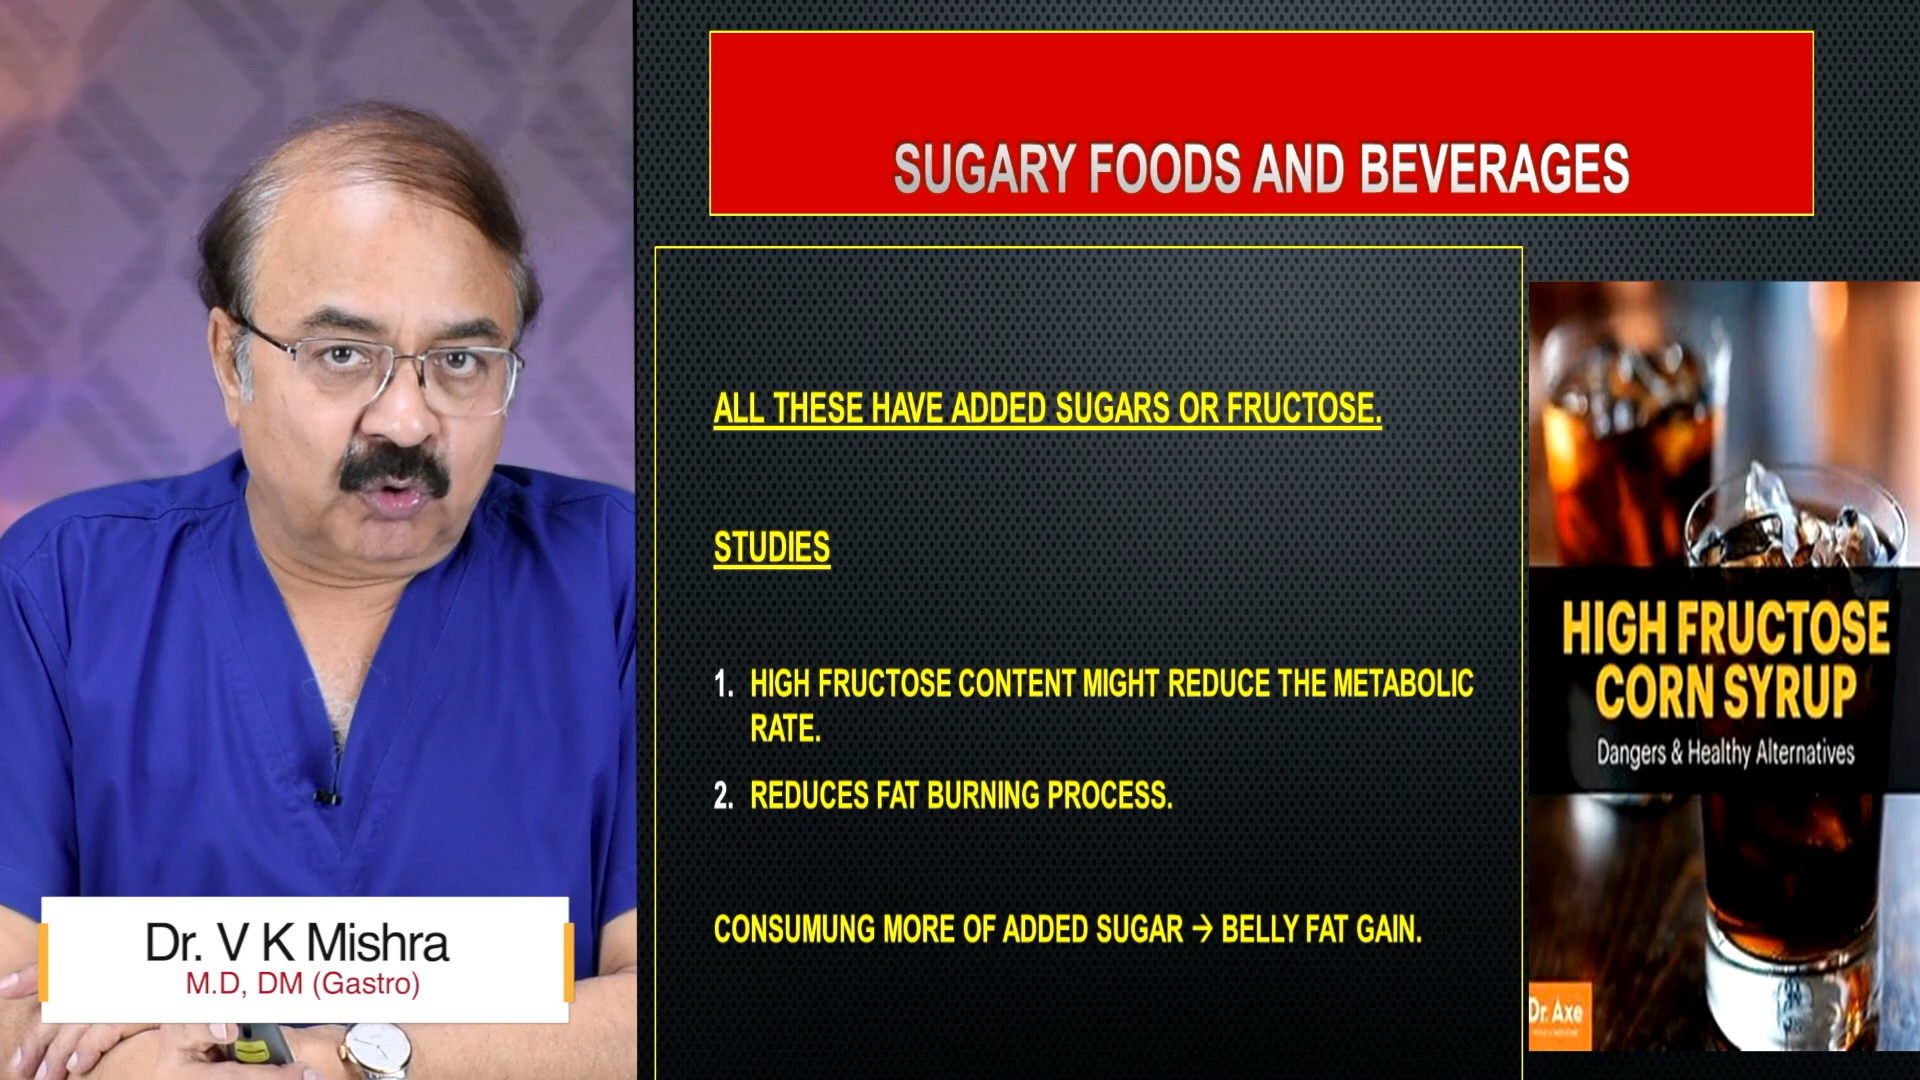 SUGARY FOODS AND BEVERAGES
ALL THESE HAVE ADDED SUGARS OR FRUCTOSE.
STUDIES
1. HIGH FRUCTOSE CONTENT MIGHT REDUCE THE METABOLIC
RATE.
2. REDUCES FAT BURNING PROCESS.
CONSUMUNG MORE OF ADDED SUGAR → BELLY FAT GAIN.
HIGH FRUCTOSE
CORN SYRUP
Dangers & Healthy Alternatives
Dr. Axe
Dr. V K Mishra
M.D, DM (Gastro)